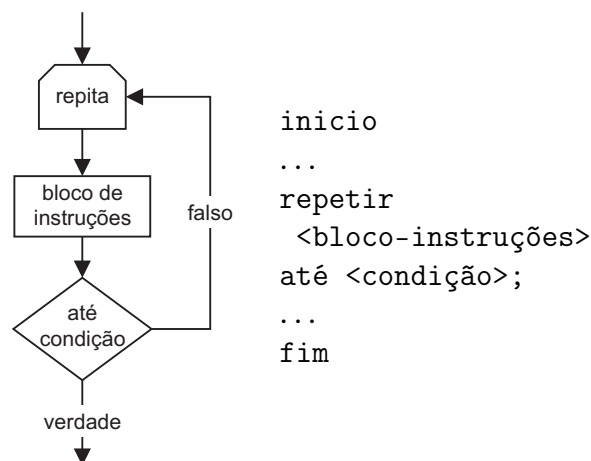 repita
bloco de
instruções
falso
até
condição
verdade
inicio
...
repetir
<bloco-instruções>
até <condição>;
...
fim